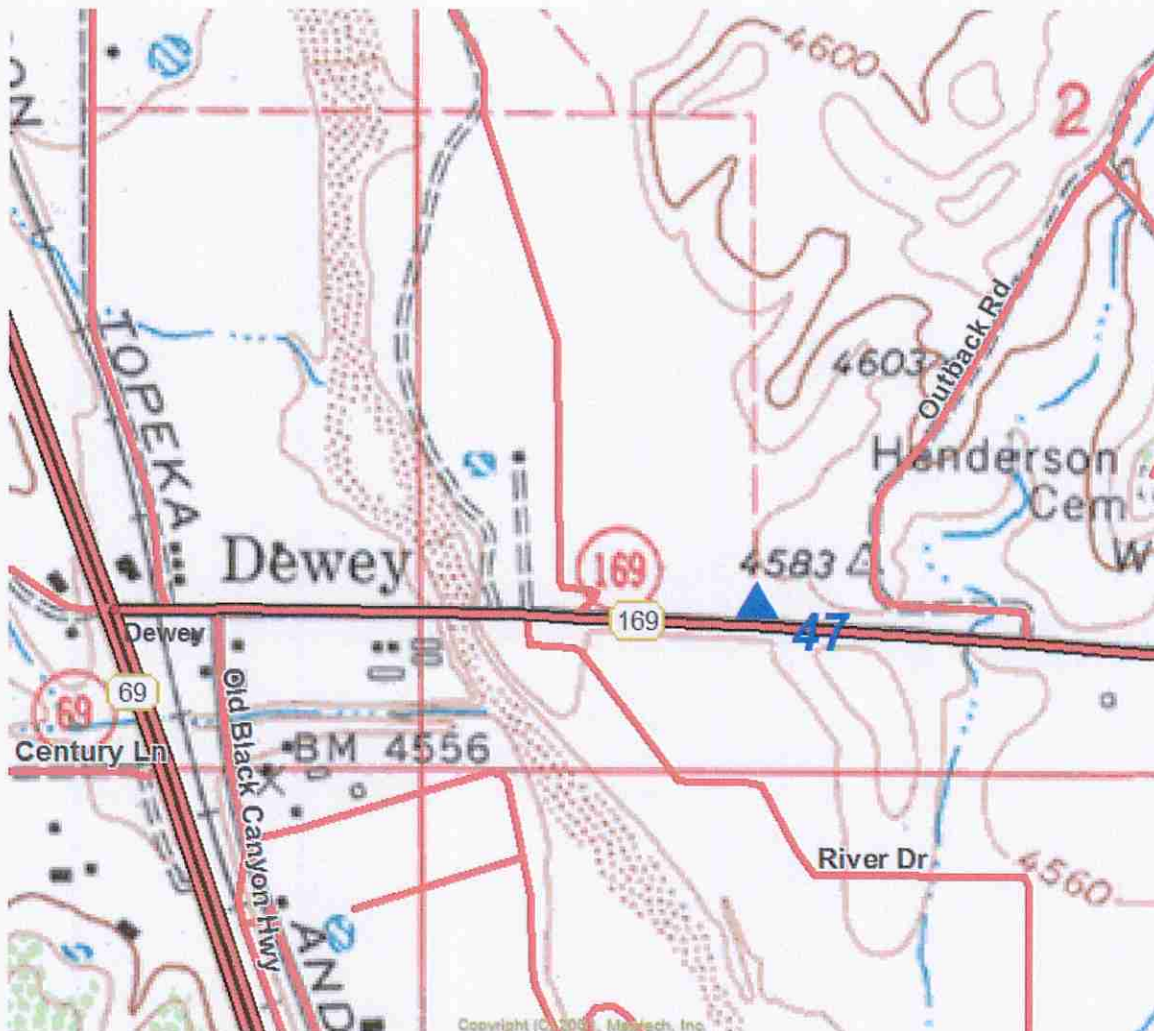 4600
2
ON
TOPEKA
Outback Rd
4603
Henderson
Cem
W
Dewey
169
4583
169
47
Dewey
69
69
Old Black Canyon Hwy
Century Ln
BM 4556
River Dr
4560
AND